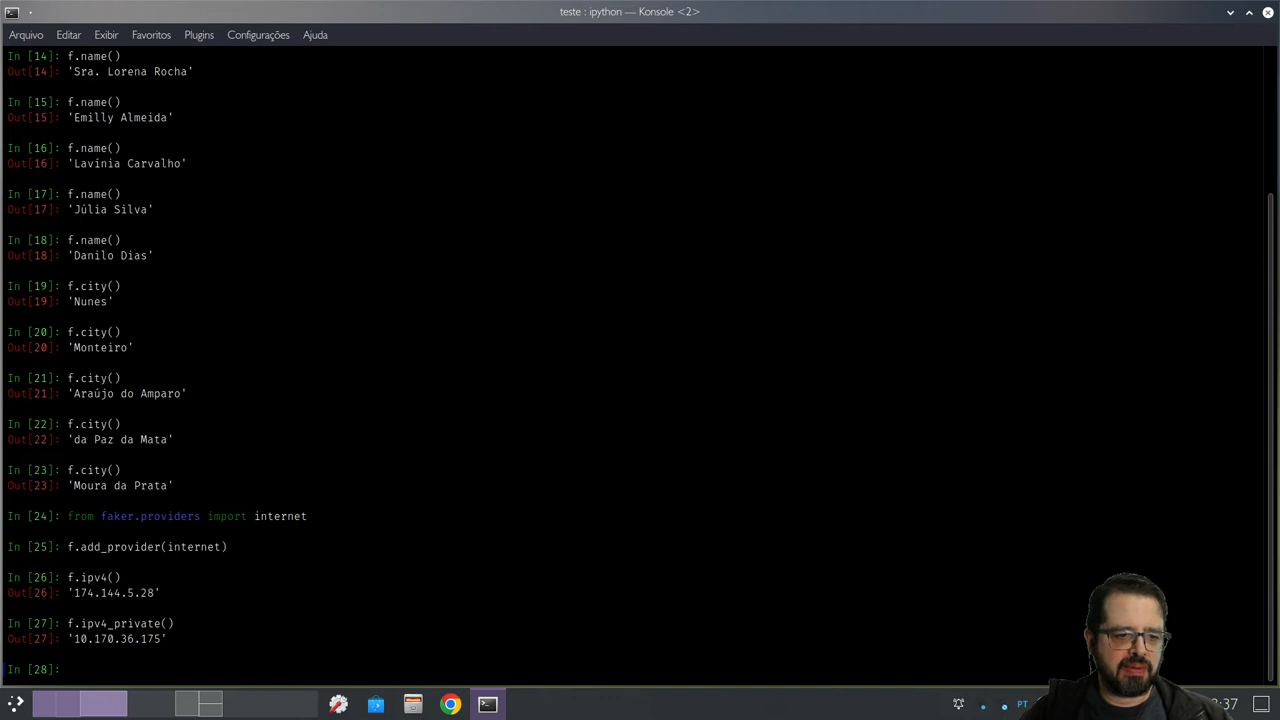 teste : ipython — Konsole <2>
Arquivo Editar Exibir Favoritos Plugins Configurações Ajuda
In [14]: f.name()
Out[14]: 'Sra. Lorena Rocha'
In [15]: f.name()
Out[15]: 'Emilly Almeida'
In [16]: f.name()
Out[16]: 'Lavínia Carvalho'
In [17]: f.name()
Out[17]: 'Júlia Silva'
In [18]: f.name()
Out[18]: 'Danilo Dias'
In [19]: f.city()
Out[19]: 'Nunes'
In [20]: f.city()
Out[20]: 'Monteiro'
In [21]: f.city()
Out[21]: 'Araújo do Amparo'
In [22]: f.city()
Out[22]: 'da Paz da Mata'
In [23]: f.city()
Out[23]: 'Moura da Prata'
In [24]: from faker.providers import internet
In [25]: f.add_provider(internet)
In [26]: f.ipv4()
Out[26]: '174.144.5.28'
In [27]: f.ipv4_private()
Out[27]: '10.170.36.175'
In [28]:
PT :37